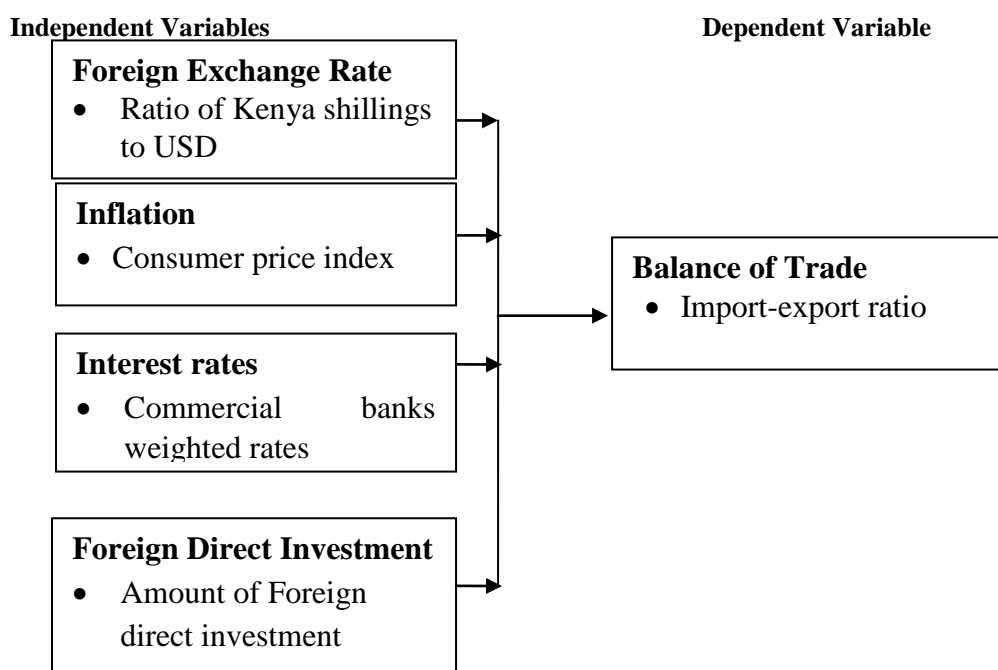 Independent Variables
Dependent Variable
Foreign Exchange Rate
• Ratio of Kenya shillings
to USD
Inflation
• Consumer price index
Interest rates
• Commercial banks
weighted rates
Foreign Direct Investment
• Amount of Foreign
direct investment
Balance of Trade
• Import-export ratio